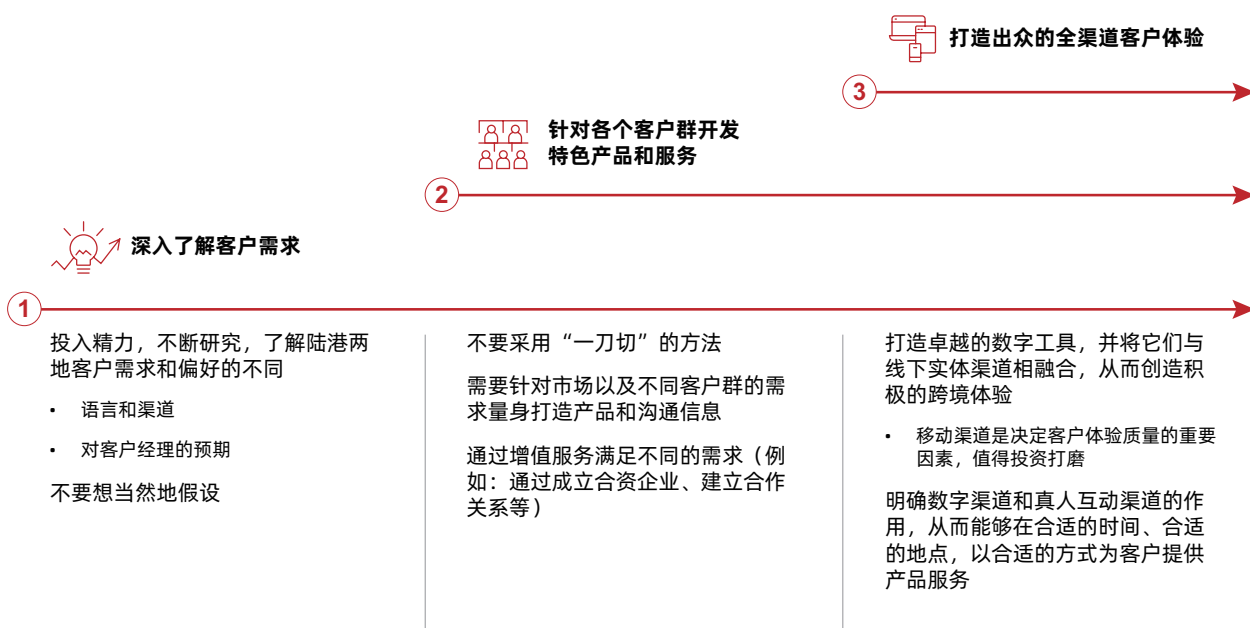 打造出众的全渠道客户体验
3
针对各个客户群开发
特色产品和服务
2
深入了解客户需求
1
投入精力，不断研究，了解陆港两
地客户需求和偏好的不同
• 语言和渠道
• 对客户经理的预期
不要想当然地假设
不要采用“一刀切”的方法
需要针对市场以及不同客户群的需
求量身打造产品和沟通信息
通过增值服务满足不同的需求（例
如：通过成立合资企业、建立合作
关系等）
打造卓越的数字工具，并将它们与
线下实体渠道相融合，从而创造积
极的跨境体验
• 移动渠道是决定客户体验质量的重要
因素，值得投资打磨
明确数字渠道和真人互动渠道的作
用，从而能够在合适的时间、合适
的地点，以合适的方式为客户提供
产品服务